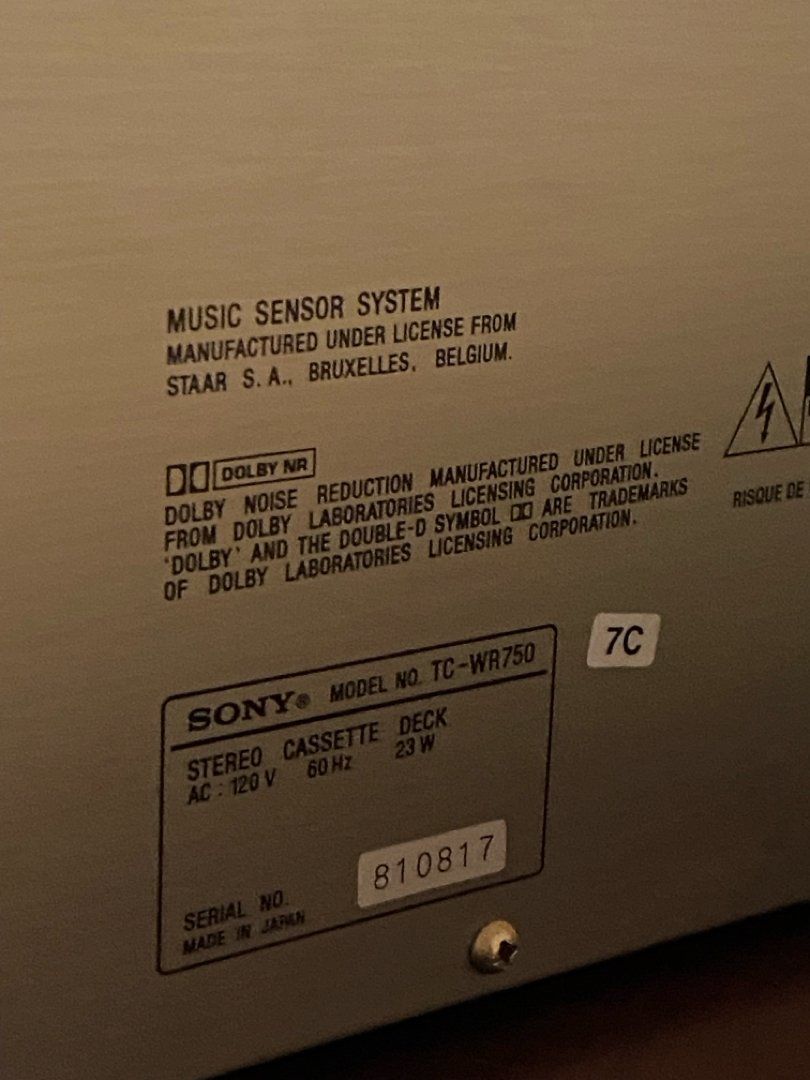 MUSIC SENSOR SYSTEM
MANUFACTURED UNDER LICENSE FROM
STAAR S. A., BRUXELLES, BELGIUM.
DOLBY NR
DOLBY NOISE REDUCTION MANUFACTURED UNDER LICENSE
FROM DOLBY LABORATORIES LICENSING CORPORATION.
'DOLBY' AND THE DOUBLE-D SYMBOL ARE TRADEMARKS
OF DOLBY LABORATORIES LICENSING CORPORATION.
RISQUE DE
7C
SONY® MODEL NO. TC-WR750
STEREO CASSETTE DECK
AC : 120 V 60 Hz 23 W
810817
SERIAL NO.
MADE IN JAPAN